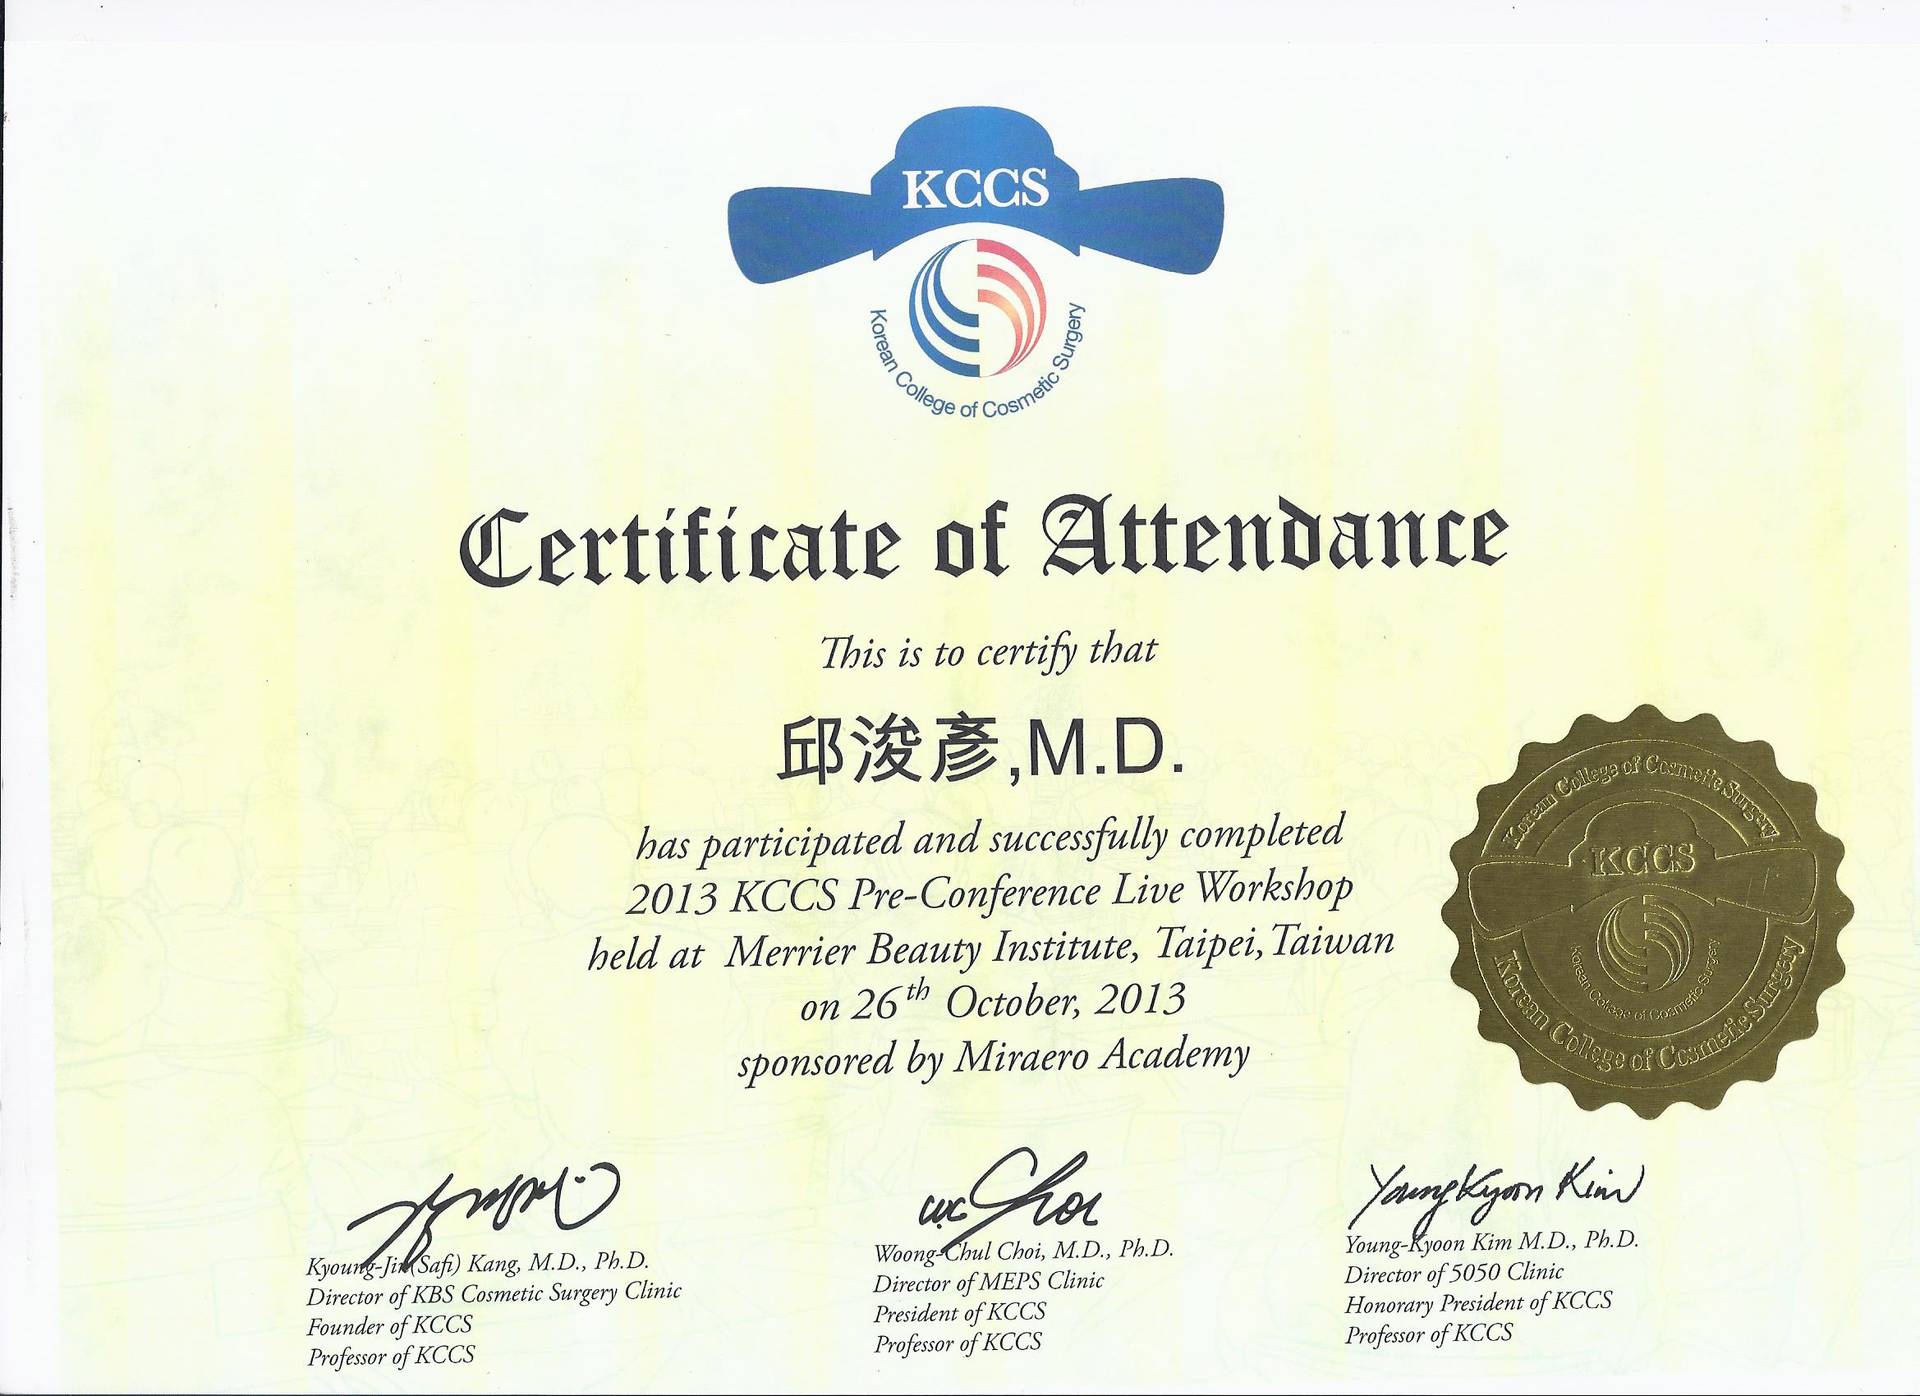 KCCS
Korean College of Cosmetic Surgery
Certificate of Attendance
This is to certify that
邱浚彥,M.D.
has participated and successfully completed
2013 KCCS Pre-Conference Live Workshop
held at Merrier Beauty Institute, Taipei, Taiwan
on 26th October, 2013
sponsored by Miraero Academy
Korean College of Cosmetic Surgery
KCCS
Korean College of Cosmetic Surgery
Korean College of Cosmetic Surgery
Young Kyoon Kim
Kyoung-Jin(Safi) Kang, M.D., Ph.D.
Director of KBS Cosmetic Surgery Clinic
Founder of KCCS
Professor of KCCS
Woong-Chul Choi, M.D., Ph.D.
Director of MEPS Clinic
President of KCCS
Professor of KCCS
Young-Kyoon Kim M.D., Ph.D.
Director of 5050 Clinic
Honorary President of KCCS
Professor of KCCS